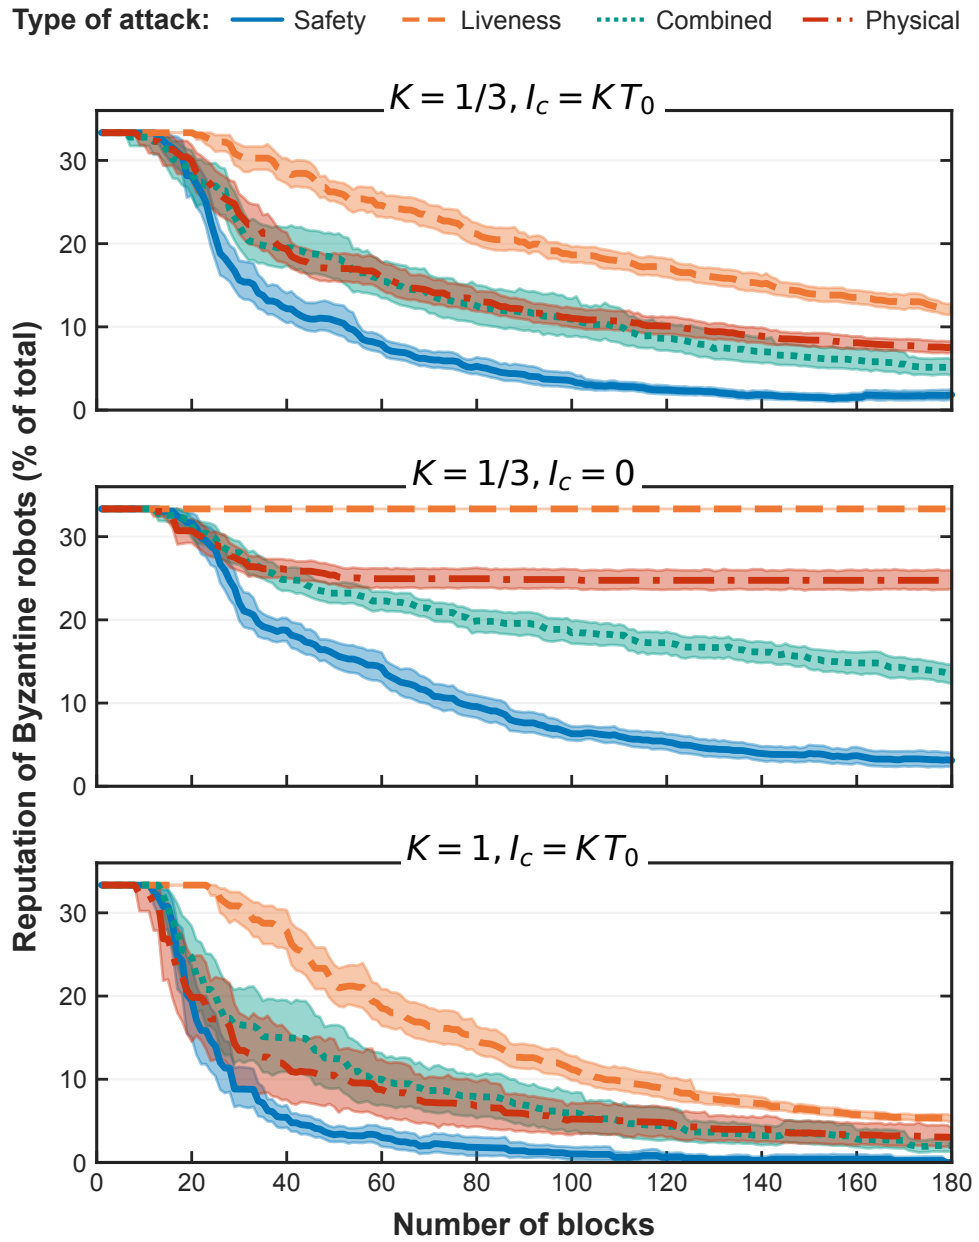 Type of attack: Safety Liveness Combined Physical
K = 1/3, I_c = KT_0
30
20
10
0
K = 1/3, I_c = 0
30
20
10
0
K = 1, I_c = KT_0
30
20
10
0
0 20 40 60 80 100 120 140 160 180
Number of blocks
Reputation of Byzantine robots (% of total)